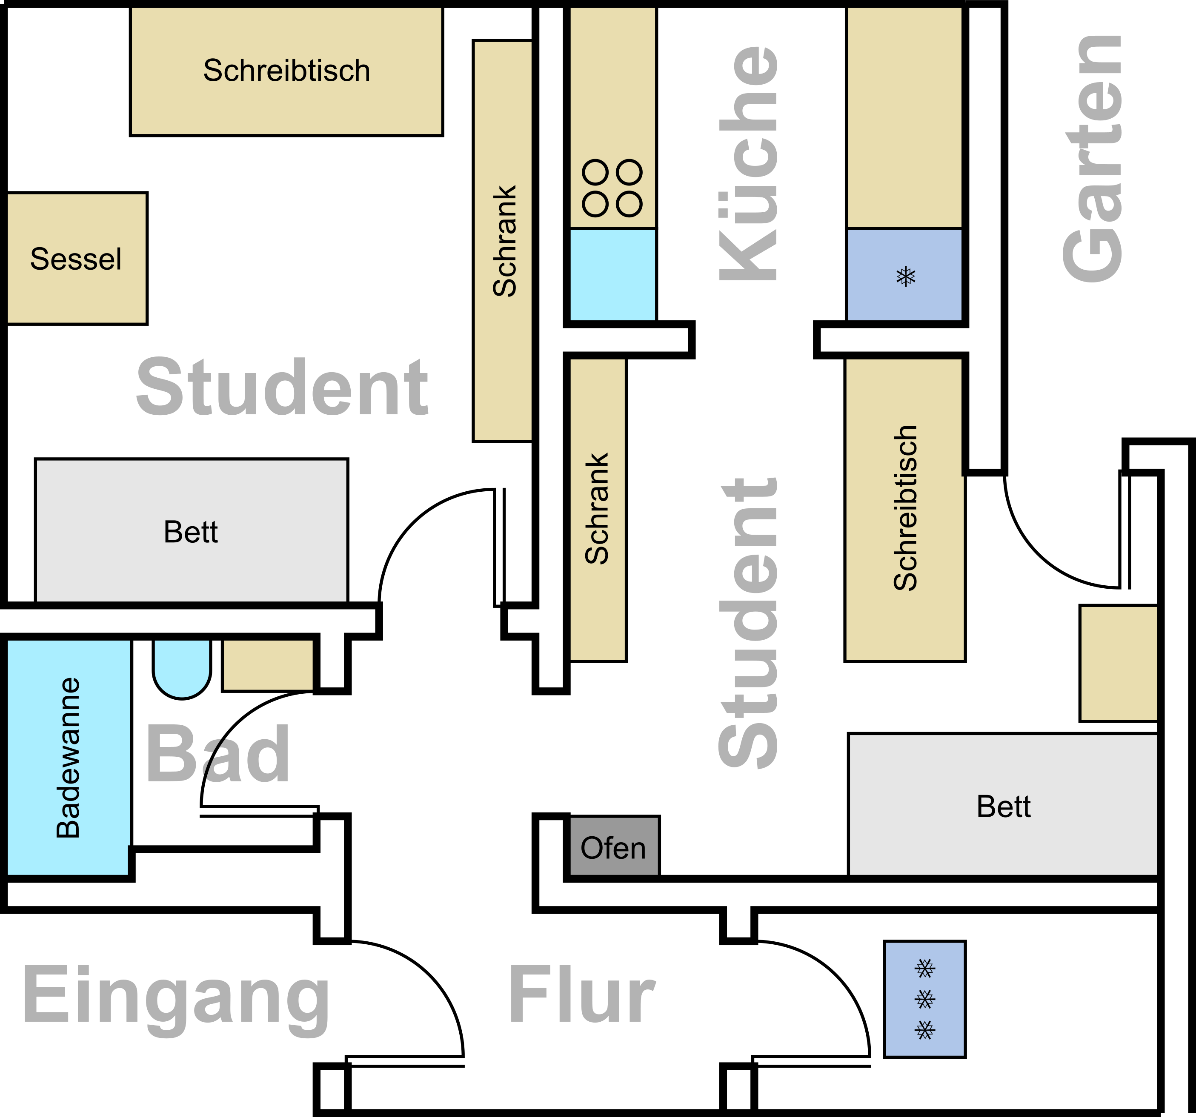 Schreibtisch
Küche
Garten
Schrank
Sessel
Student
Schrank
Schreibtisch
Student
Bett
Badewanne
Bad
Bett
Ofen
Eingang
Flur